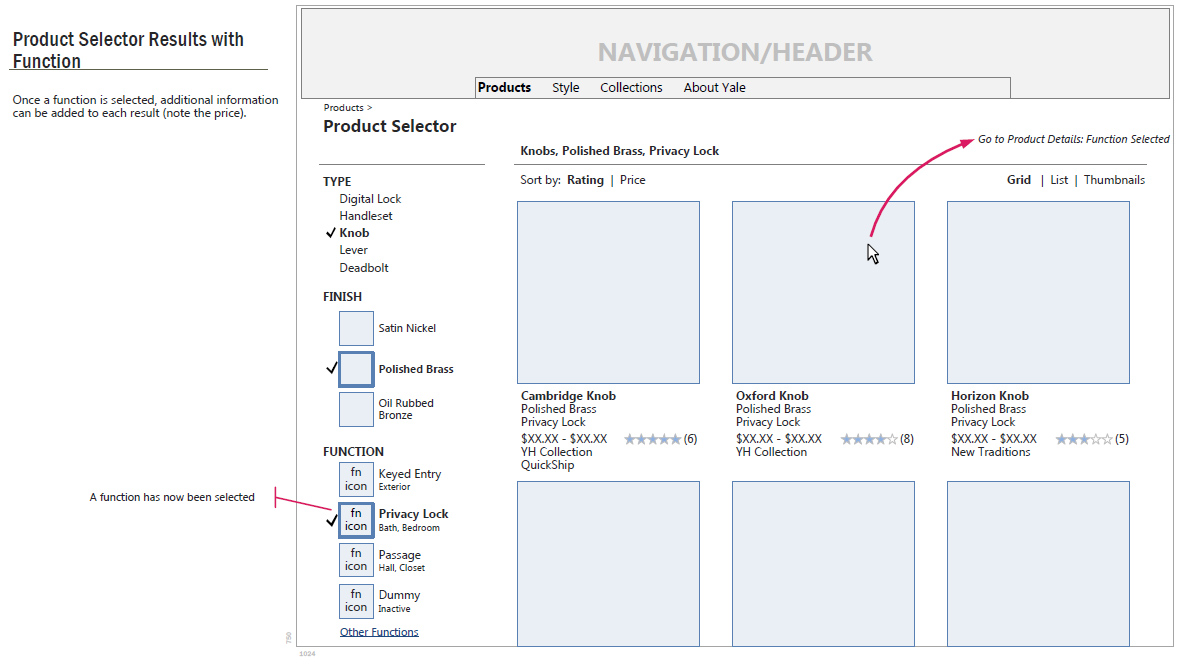 Product Selector Results with
Function
Once a function is selected, additional information
can be added to each result (note the price).
NAVIGATION/HEADER
Products Style Collections About Yale
Products >
Product Selector
Knobs, Polished Brass, Privacy Lock
Go to Product Details: Function Selected
Sort by: Rating | Price
Grid | List | Thumbnails
TYPE
Digital Lock
Handleset
Knob
Lever
Deadbolt
FINISH
Satin Nickel
Polished Brass
Oil Rubbed
Bronze
FUNCTION
fn
icon
Keyed Entry
Exterior
A function has now been selected
fn
icon
Privacy Lock
Bath, Bedroom
fn
icon
Passage
Hall, Closet
fn
icon
Dummy
Inactive
Other Functions
Cambridge Knob
Polished Brass
Privacy Lock
$XX.XX - $XX.XX (6)
YH Collection
QuickShip
Oxford Knob
Polished Brass
Privacy Lock
$XX.XX - $XX.XX (8)
YH Collection
Horizon Knob
Polished Brass
Privacy Lock
$XX.XX - $XX.XX (5)
New Traditions
750
1024